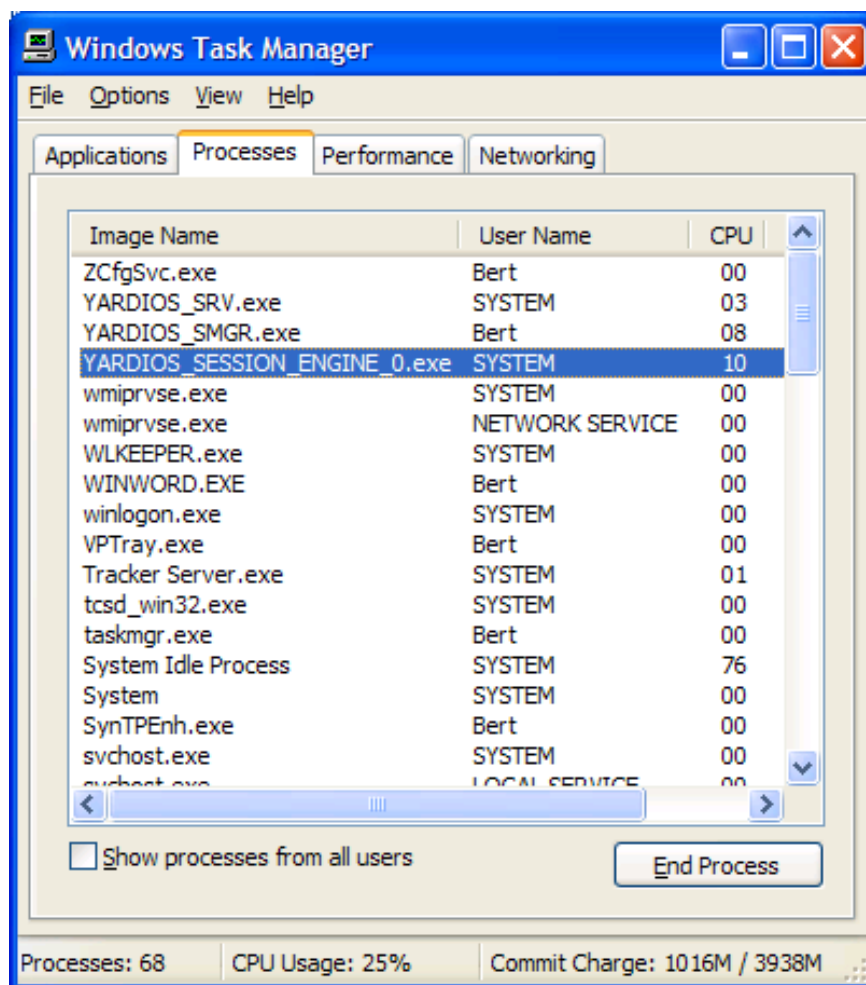 Windows Task Manager
File Options View Help
Applications Processes Performance Networking
Image Name User Name CPU
ZCfgSvc.exe Bert 00
YARDIOS_SRV.exe SYSTEM 03
YARDIOS_SMGR.exe Bert 08
YARDIOS_SESSION_ENGINE_0.exe SYSTEM 10
wmiprvse.exe SYSTEM 00
wmiprvse.exe NETWORK SERVICE 00
WLKEEPER.exe SYSTEM 00
WINWORD.EXE Bert 00
winlogon.exe SYSTEM 00
VPTray.exe Bert 00
Tracker Server.exe SYSTEM 01
tcsd_win32.exe SYSTEM 00
taskmgr.exe Bert 00
System Idle Process SYSTEM 76
System SYSTEM 00
SynTPEnh.exe Bert 00
svchost.exe SYSTEM 00
svchost.exe LOCAL SERVICE 00
Show processes from all users End Process
Processes: 68 CPU Usage: 25% Commit Charge: 1016M / 3938M